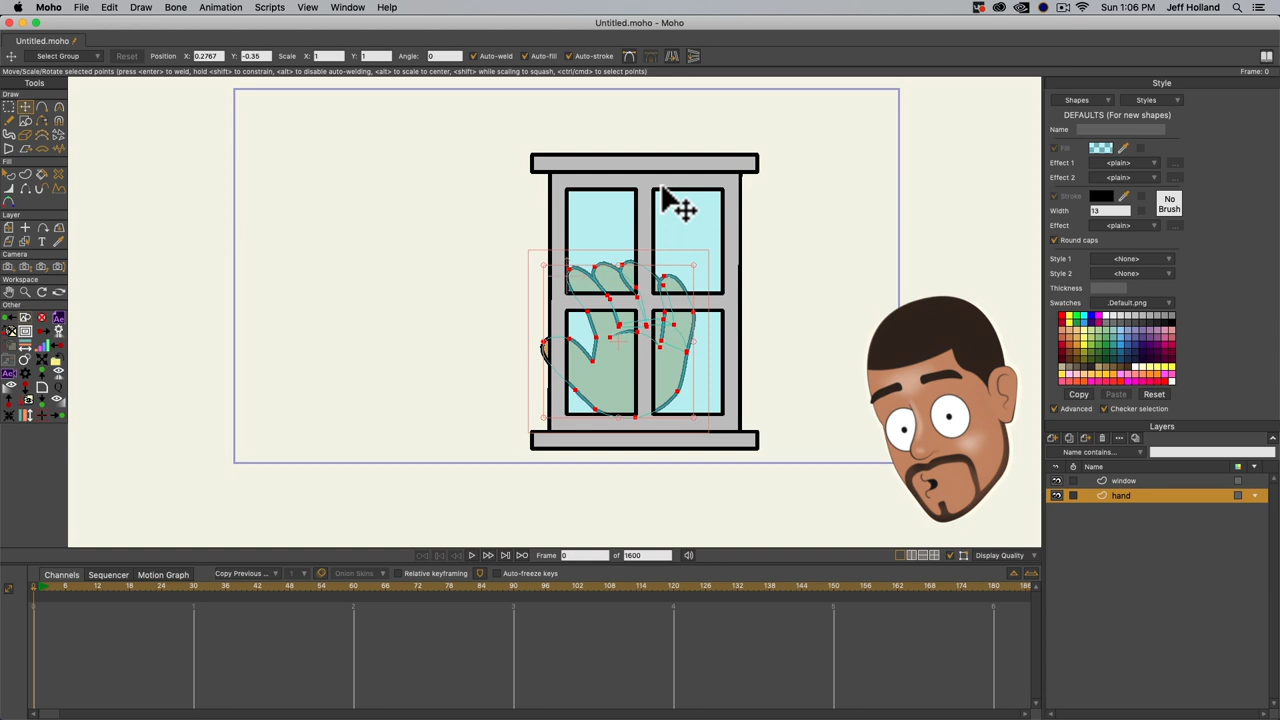 Moho File Edit Draw Bone Animation Scripts View Window Help Sun 1:06 PM Jeff Holland
Untitled.moho - Moho
Untitled.moho
Select Group Reset Position X: 0.2767 Y: -0.35 Scale X: 1 Y: 1 Angle: 0 Auto-weld Auto-fill Auto-stroke
Move/Scale/Rotate selected points (press <enter> to weld, hold <shift> to constrain, <alt> to disable auto-welding, <alt> to scale to center, <shift> while scaling to squash, <ctrl/cmd> to select points) Frame: 0
Tools
Draw
Fill
Layer
Camera
Workspace
Other
Style
Shapes Styles
DEFAULTS (For new shapes)
Name
Fill
Effect 1 <plain> ...
Effect 2 <plain> ...
Stroke
Width 13
No Brush
Effect <plain> ...
Round caps
Style 1 <None>
Style 2 <None>
Thickness
Swatches .Default.png
Copy Paste Reset
Advanced Checker selection
Layers
Name contains...
Name
window
hand
Frame 0 of 1600 Display Quality
Channels Sequencer Motion Graph Copy Previous ... 1 Onion Skins Relative keyframing Auto-freeze keys
0 6 12 18 24 30 36 42 48 54 60 66 72 78 84 90 96 102 108 114 120 126 132 138 144 150 156 162 168 174 180 186
0 1 2 3 4 5 6